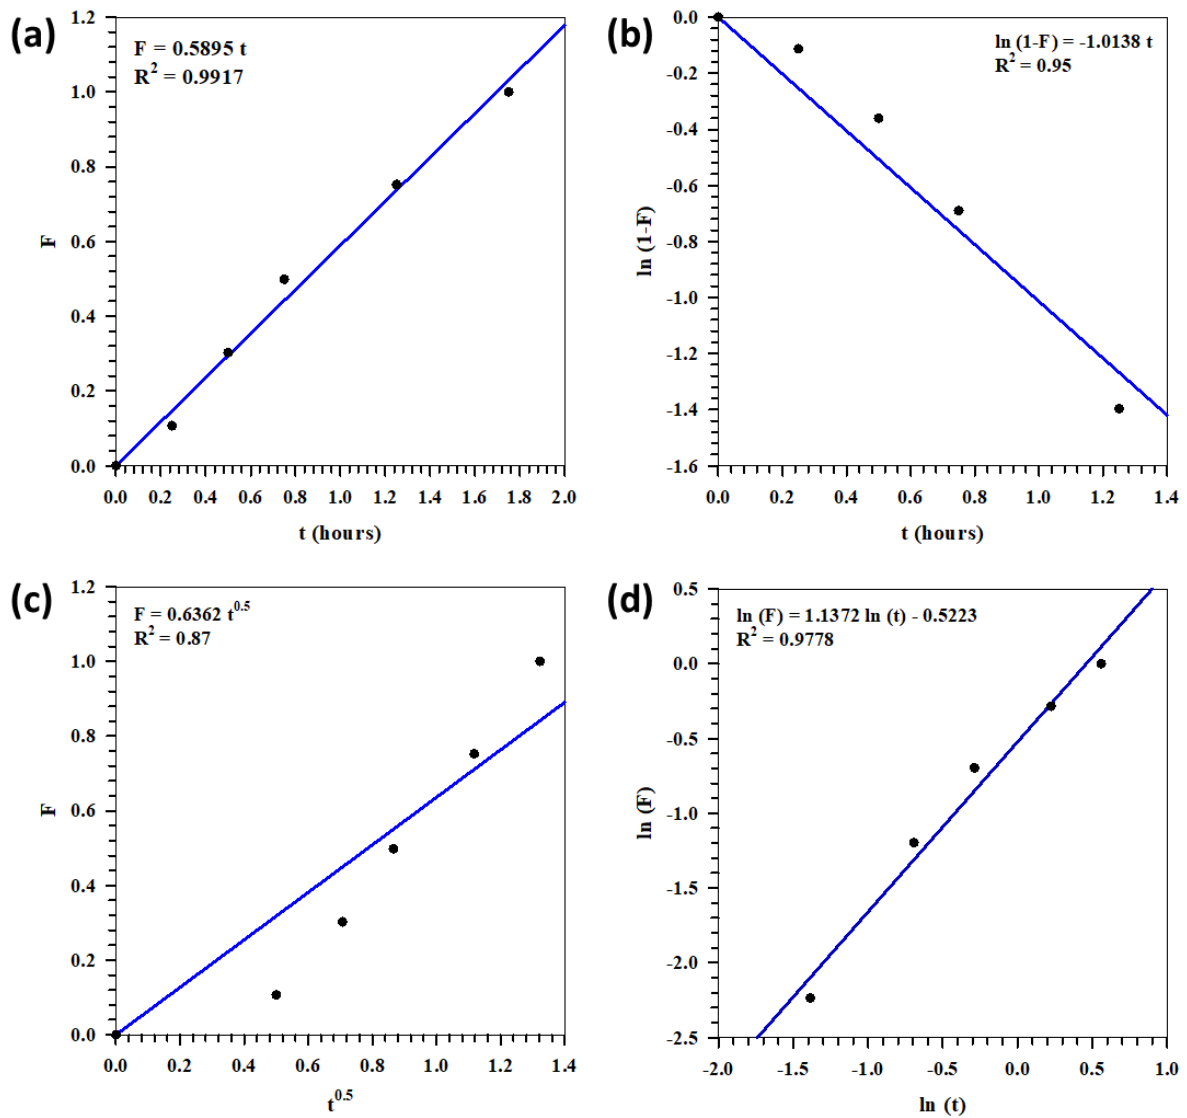 (a)
F = 0.5895 t
R² = 0.9917
1.2
1.0
0.8
0.6
0.4
0.2
0.0
F
0.0 0.2 0.4 0.6 0.8 1.0 1.2 1.4 1.6 1.8 2.0
t (hours)
(b)
ln (1-F) = -1.0138 t
R² = 0.95
0.0
-0.2
-0.4
-0.6
-0.8
-1.0
-1.2
-1.4
-1.6
ln (1-F)
0.0 0.2 0.4 0.6 0.8 1.0 1.2 1.4
t (hours)
(c)
F = 0.6362 t^0.5
R² = 0.87
1.2
1.0
0.8
0.6
0.4
0.2
0.0
F
0.0 0.2 0.4 0.6 0.8 1.0 1.2 1.4
t^0.5
(d)
ln (F) = 1.1372 ln (t) - 0.5223
R² = 0.9778
0.5
0.0
-0.5
-1.0
-1.5
-2.0
-2.5
ln (F)
-2.0 -1.5 -1.0 -0.5 0.0 0.5 1.0
ln (t)